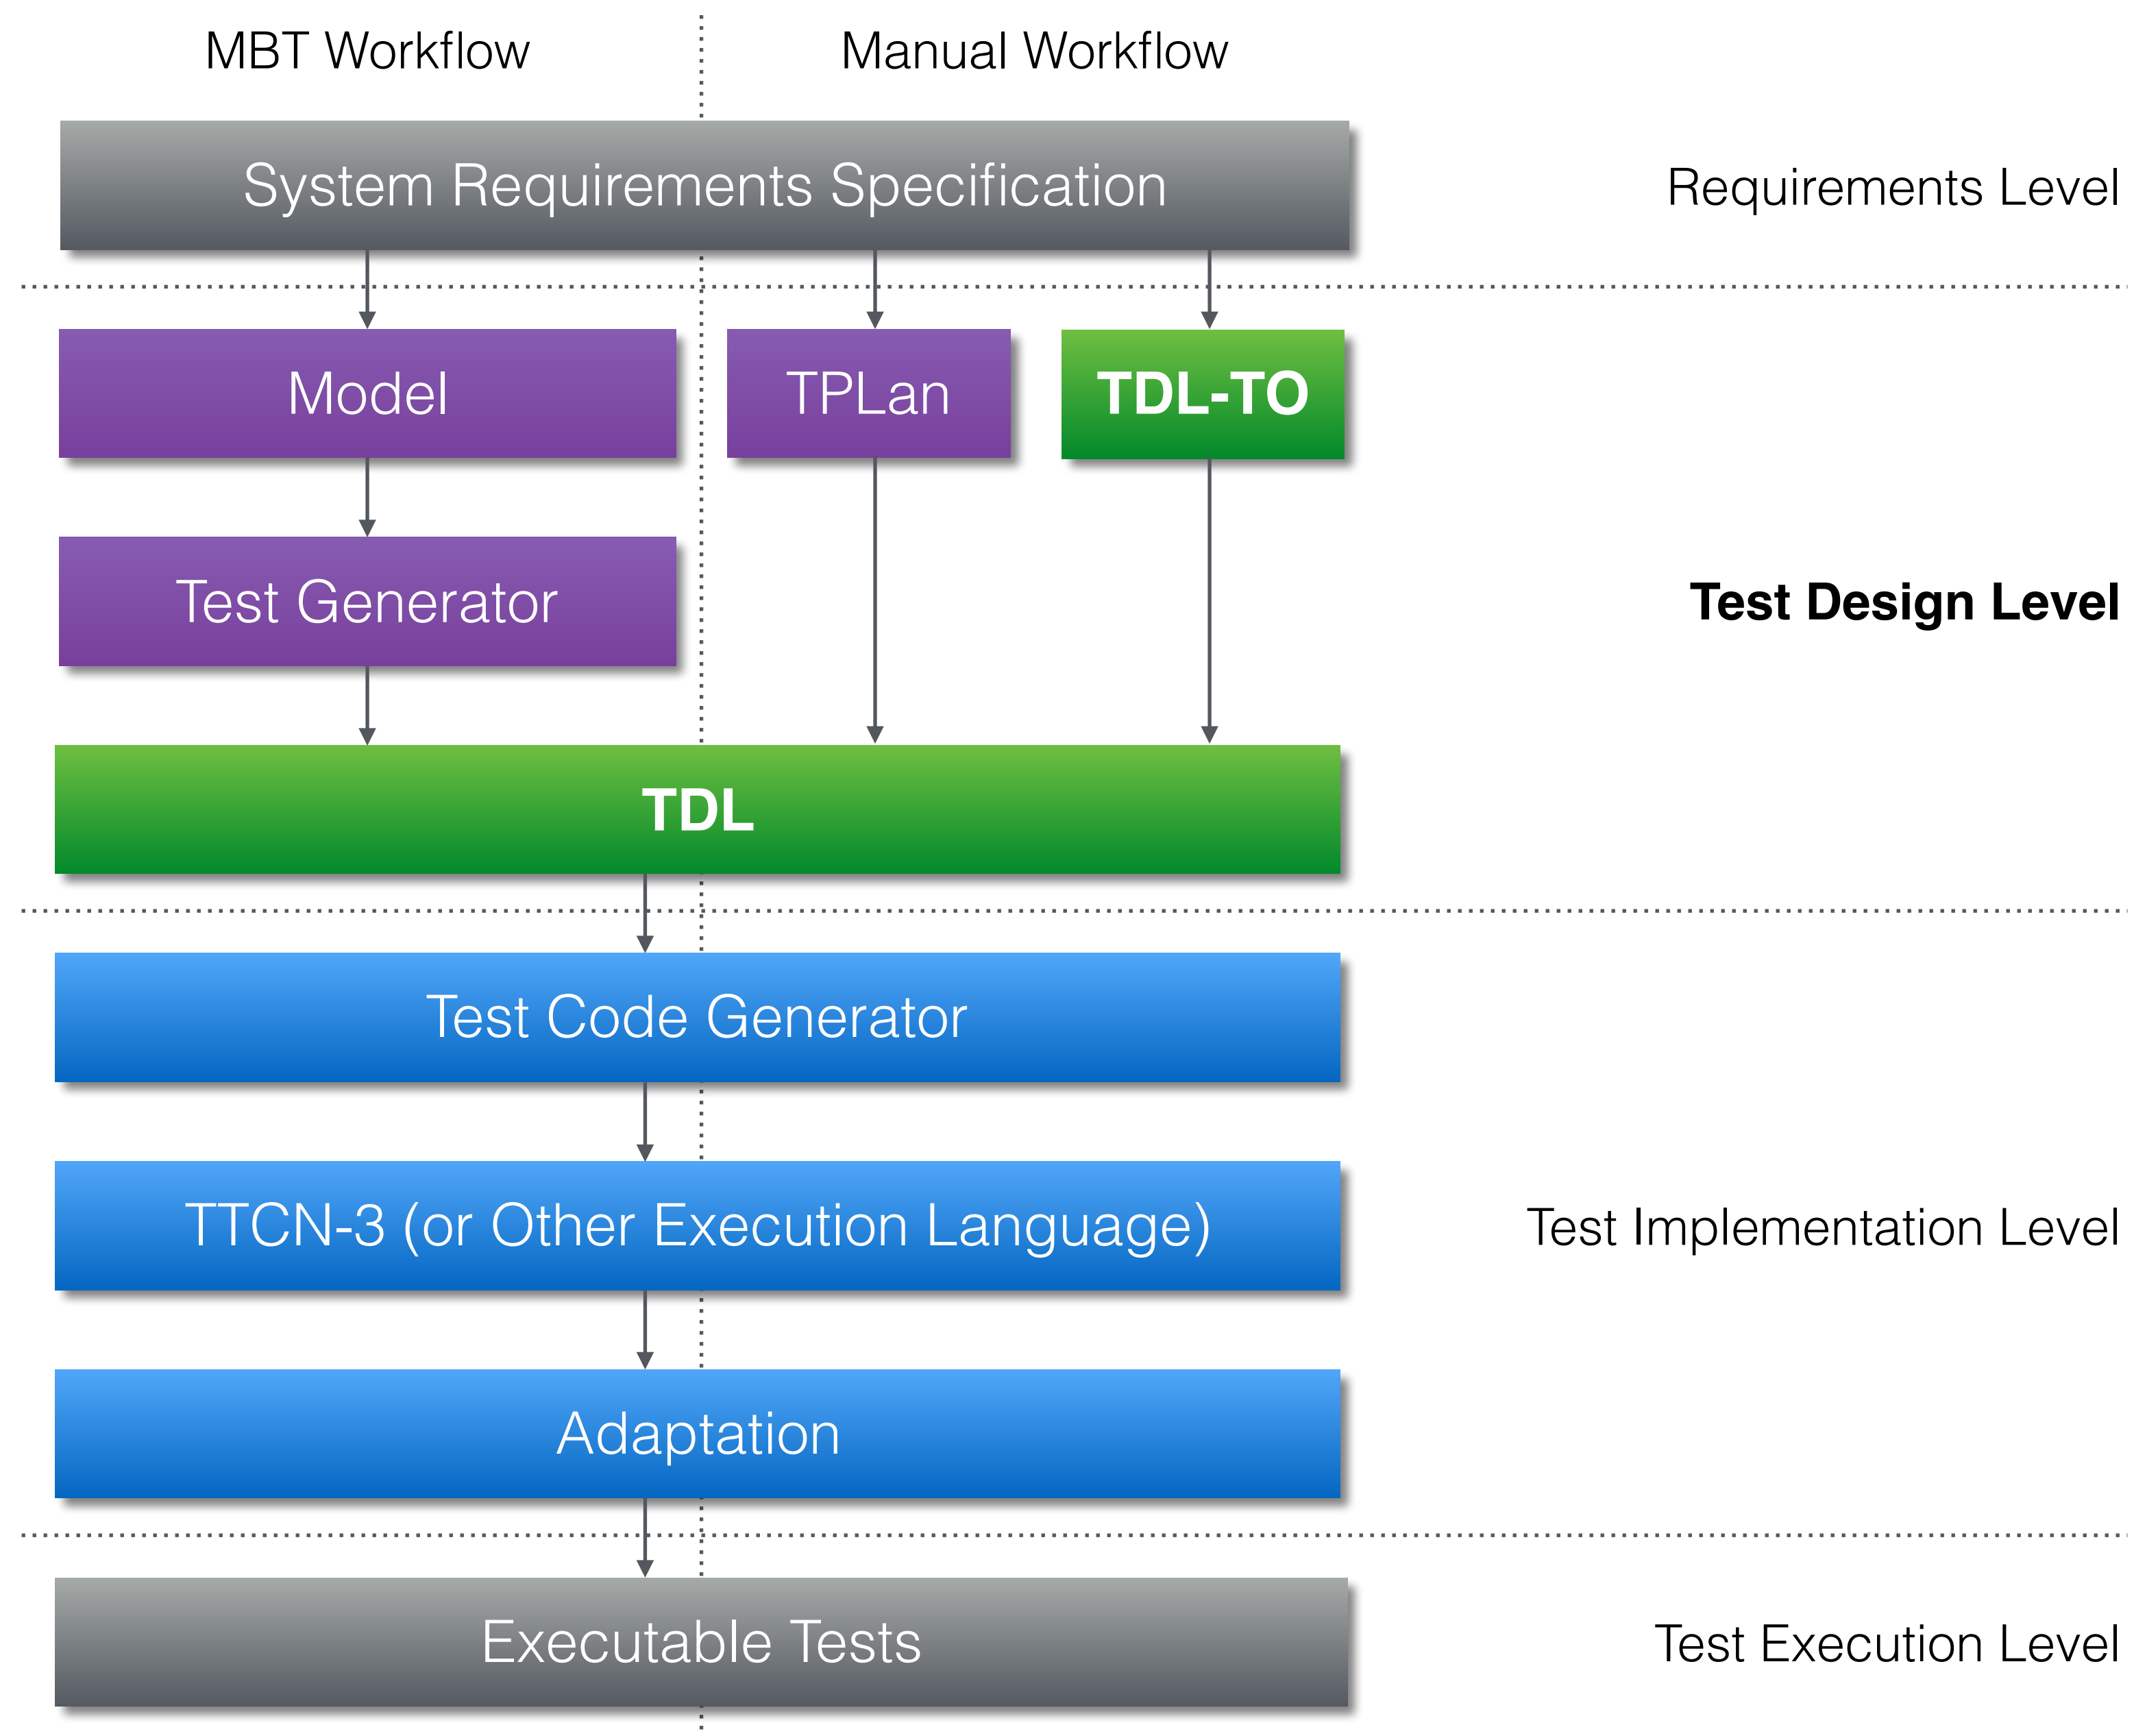 MBT Workflow
Manual Workflow
System Requirements Specification
Requirements Level
Model
TPLan
TDL-TO
Test Generator
Test Design Level
TDL
Test Code Generator
TTCN-3 (or Other Execution Language)
Test Implementation Level
Adaptation
Executable Tests
Test Execution Level